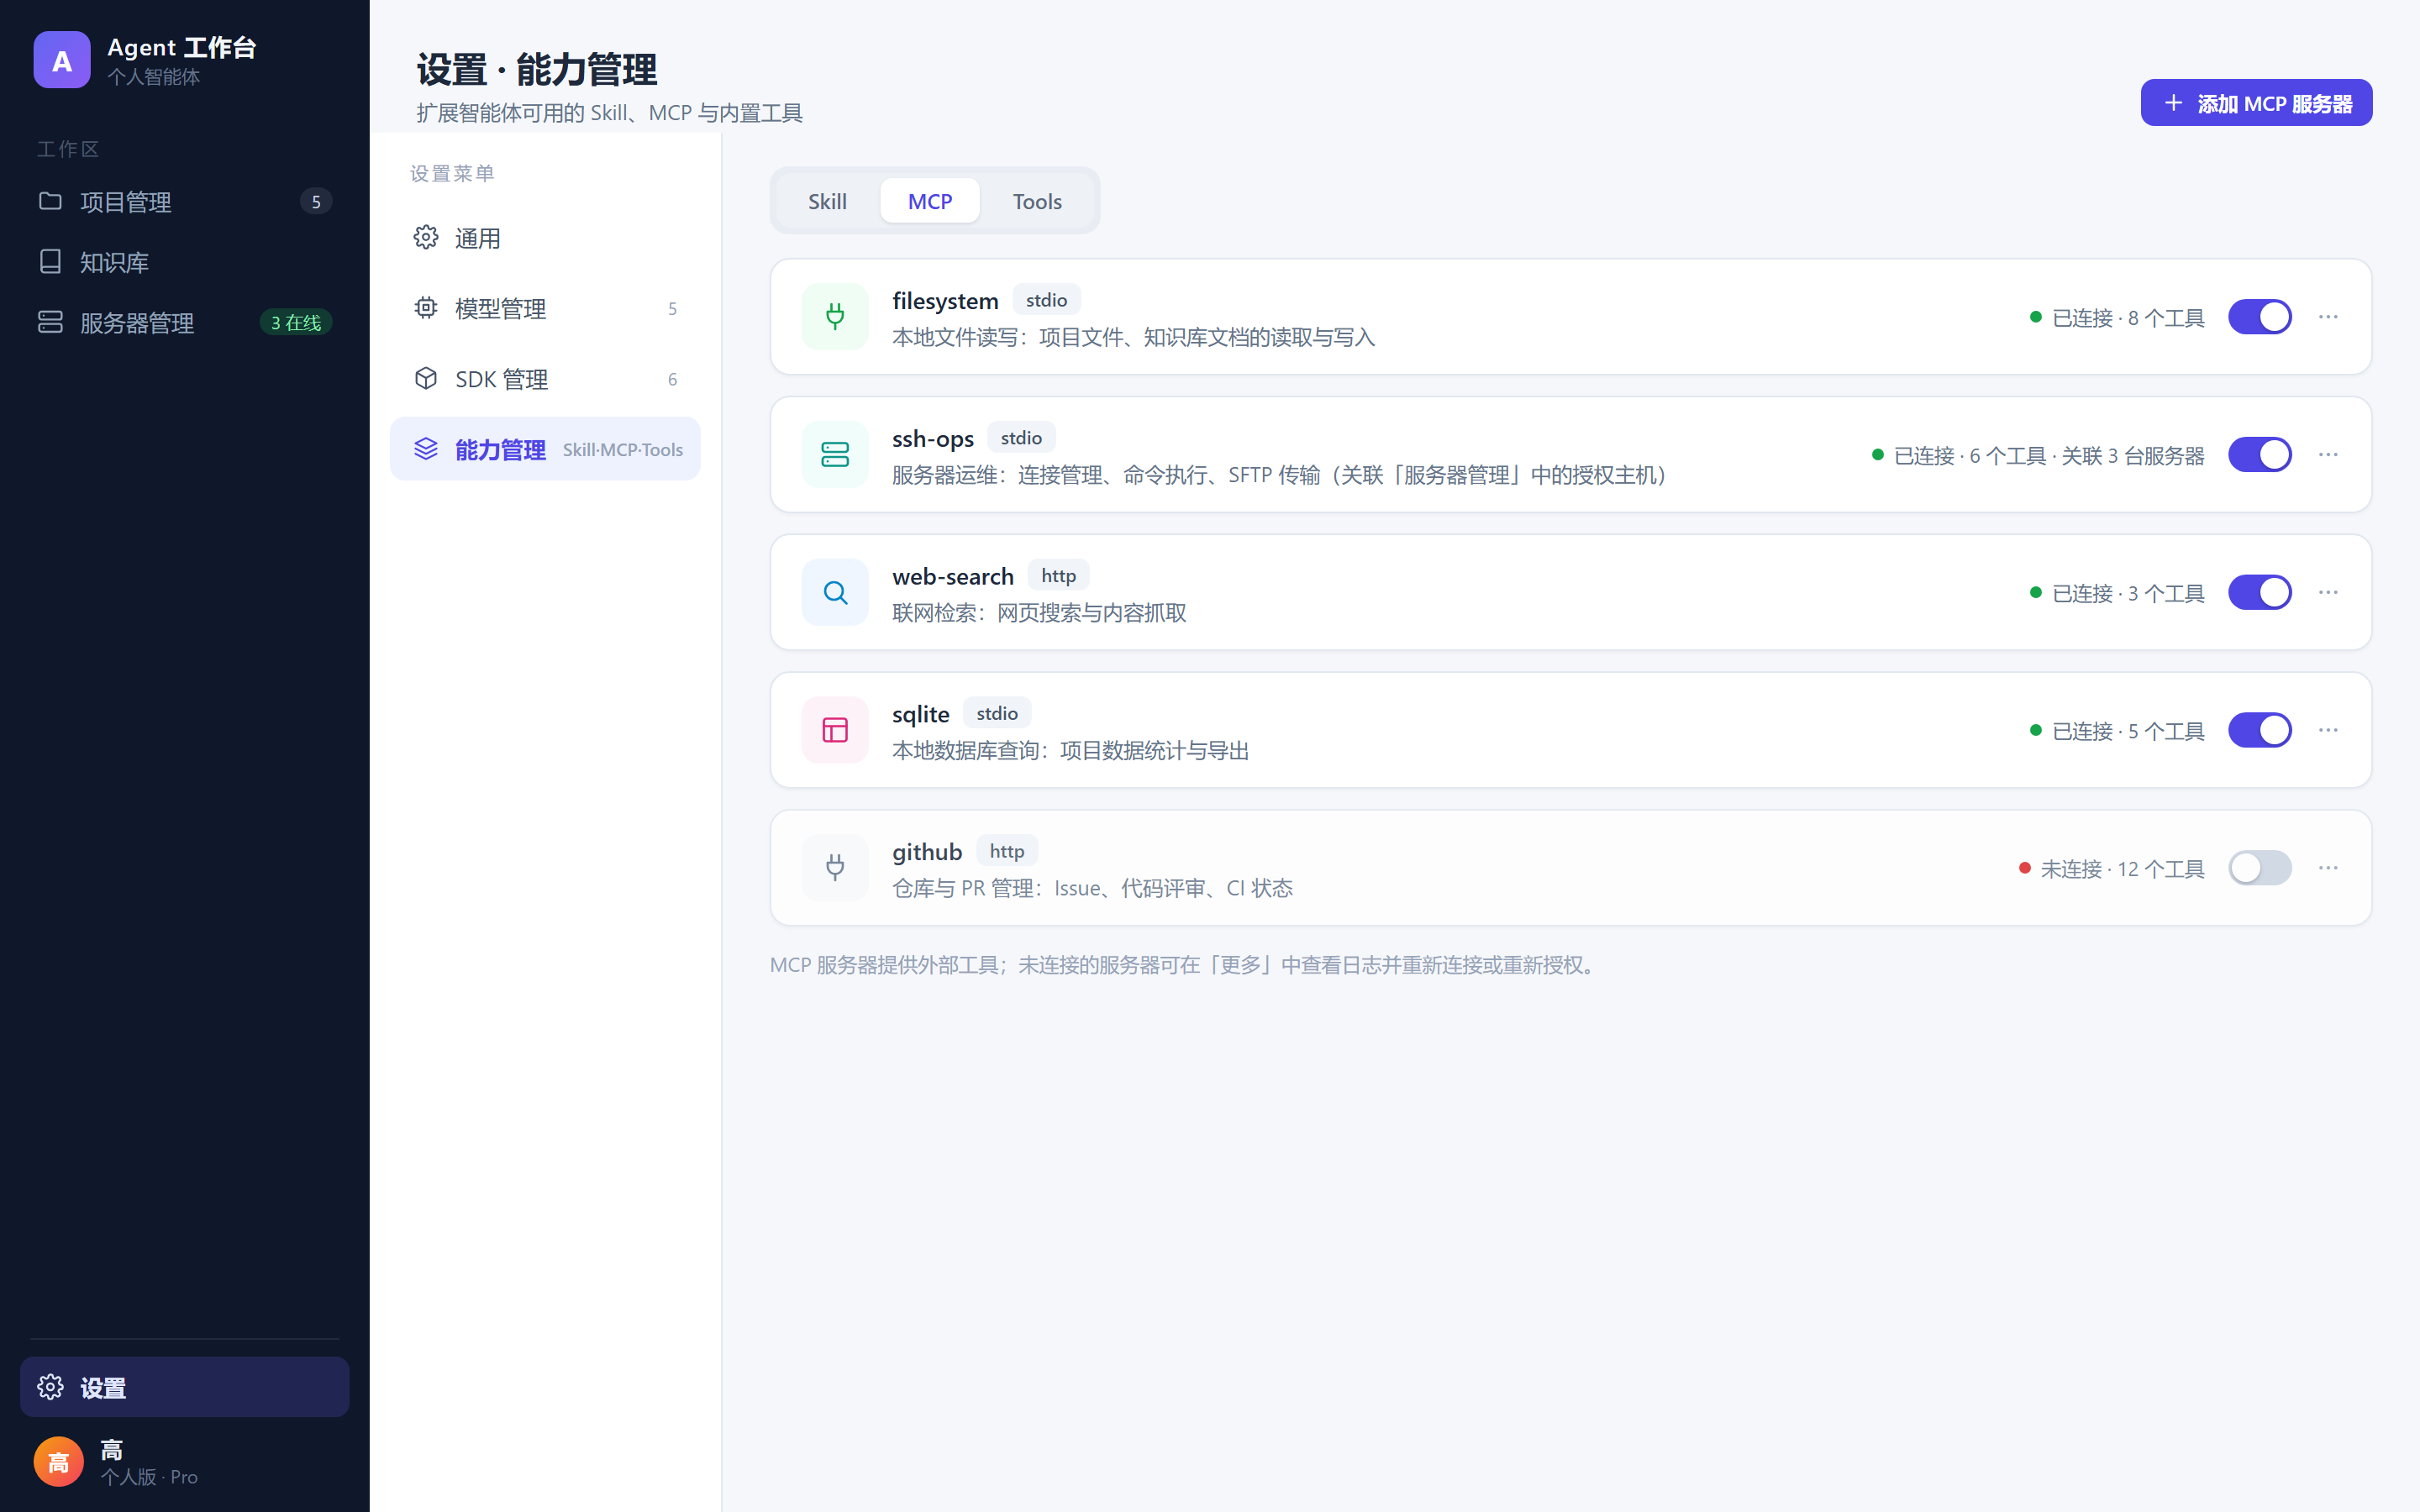 A
Agent 工作台
个人智能体
工作区
项目管理 5
知识库
服务器管理 3 在线
设置
高
高
个人版 · Pro
设置 · 能力管理
扩展智能体可用的 Skill、MCP 与内置工具
添加 MCP 服务器
设置菜单
通用
模型管理 5
SDK 管理 6
能力管理 Skill·MCP·Tools
Skill MCP Tools
filesystem stdio
本地文件读写：项目文件、知识库文档的读取与写入
已连接 · 8 个工具
ssh-ops stdio
服务器运维：连接管理、命令执行、SFTP 传输（关联「服务器管理」中的授权主机）
已连接 · 6 个工具 · 关联 3 台服务器
web-search http
联网检索：网页搜索与内容抓取
已连接 · 3 个工具
sqlite stdio
本地数据库查询：项目数据统计与导出
已连接 · 5 个工具
github http
仓库与 PR 管理：Issue、代码评审、CI 状态
未连接 · 12 个工具
MCP 服务器提供外部工具；未连接的服务器可在「更多」中查看日志并重新连接或重新授权。